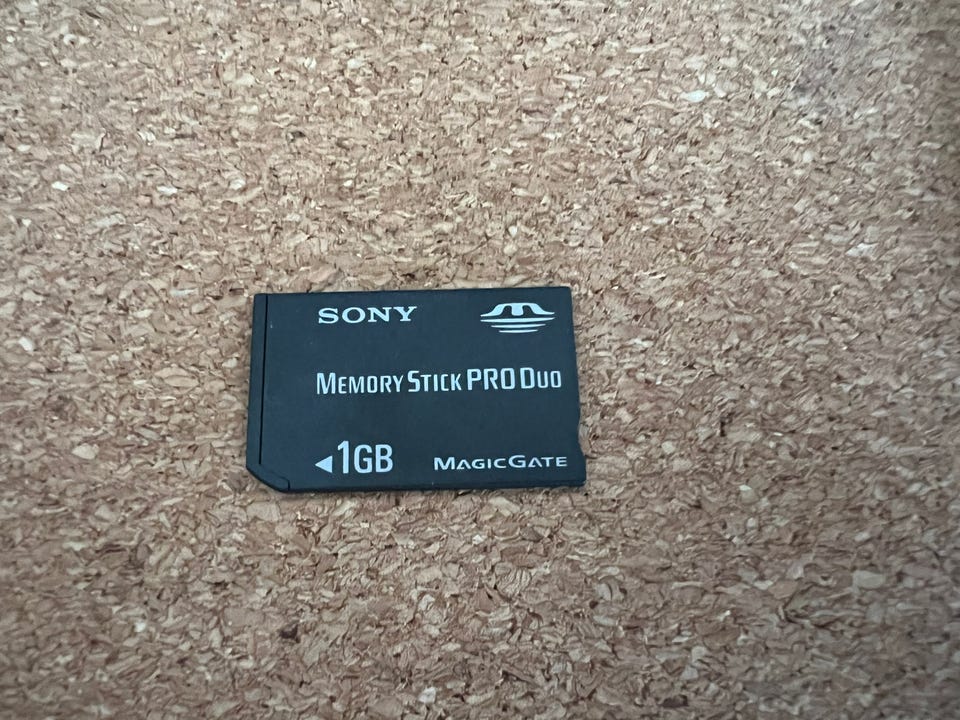 SONY
MEMORY STICK PRO DUO
1GB MAGICGATE